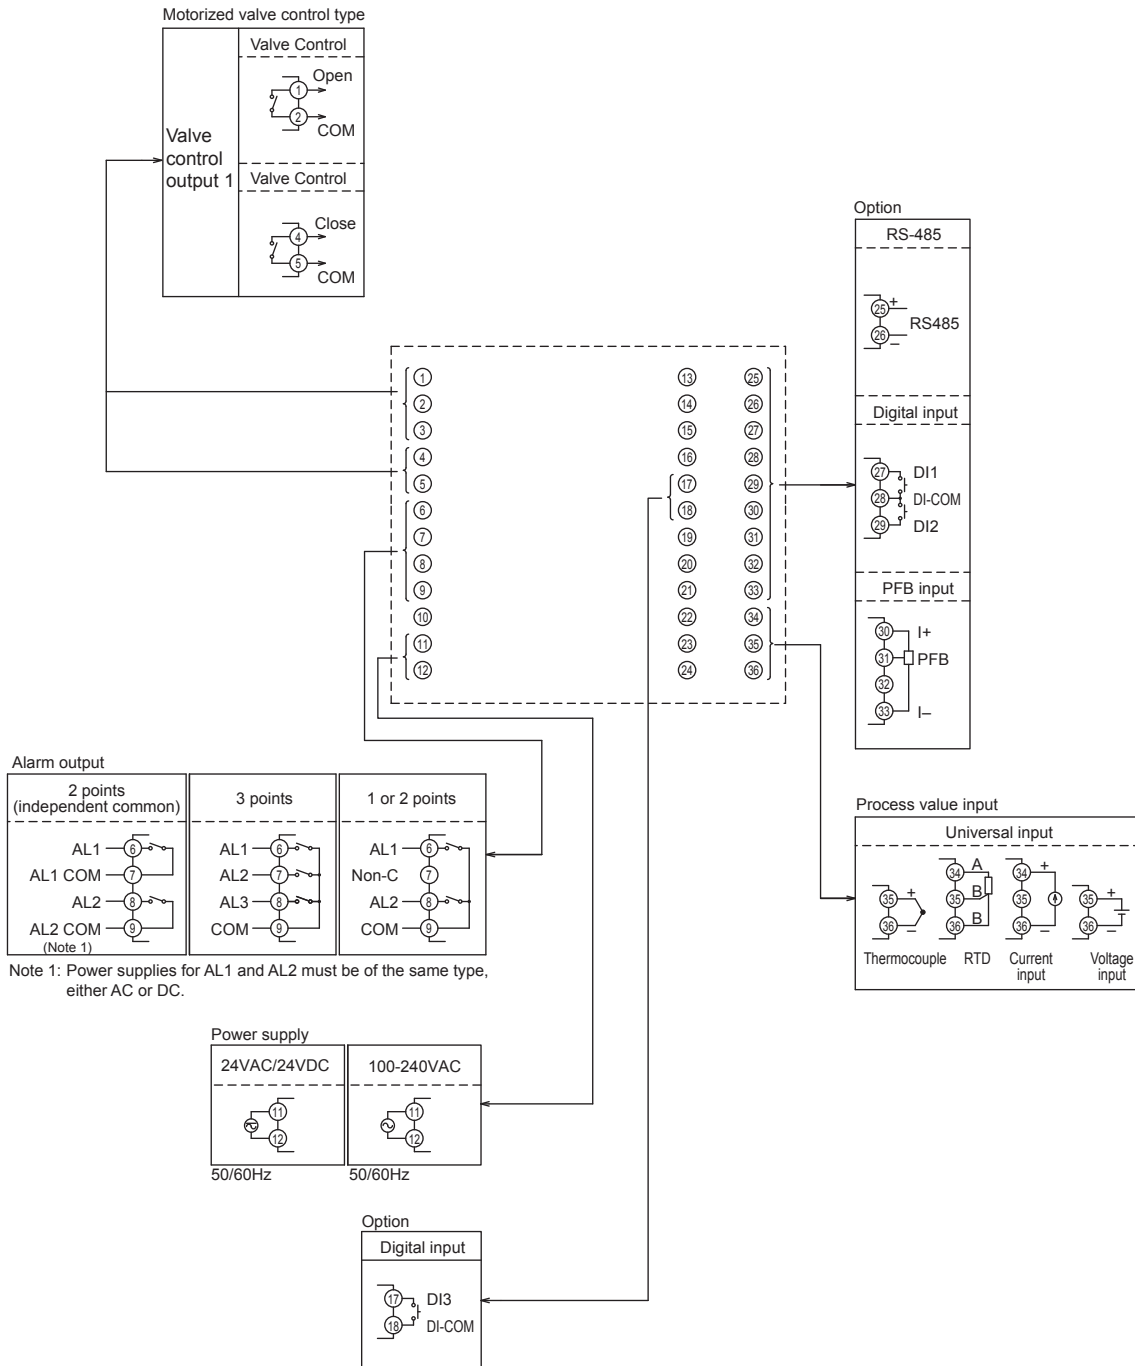 Motorized valve control type
Valve Control
Valve control output 1
1 Open
2 COM
Valve Control
4 Close
5 COM
Option
RS-485
25 +
RS485
26 –
Digital input
27 DI1
28 DI-COM
29 DI2
PFB input
30 I+
31 PFB
32
33 I–
1 13 25
2 14 26
3 15 27
4 16 28
5 17 29
6 18 30
7 19 31
8 20 32
9 21 33
10 22 34
11 23 35
12 24 36
Alarm output
2 points
(independent common)
AL1 6
AL1 COM 7
AL2 8
AL2 COM 9
(Note 1)
3 points
AL1 6
AL2 7
AL3 8
COM 9
1 or 2 points
AL1 6
Non-C 7
AL2 8
COM 9
Note 1: Power supplies for AL1 and AL2 must be of the same type,
either AC or DC.
Process value input
Universal input
35 +
36 –
Thermocouple
34 A
35 B
36 B
RTD
34 +
35
36 –
Current
input
35 +
36 –
Voltage
input
Power supply
24VAC/24VDC
11
12
50/60Hz
100-240VAC
11
12
50/60Hz
Option
Digital input
17 DI3
18 DI-COM